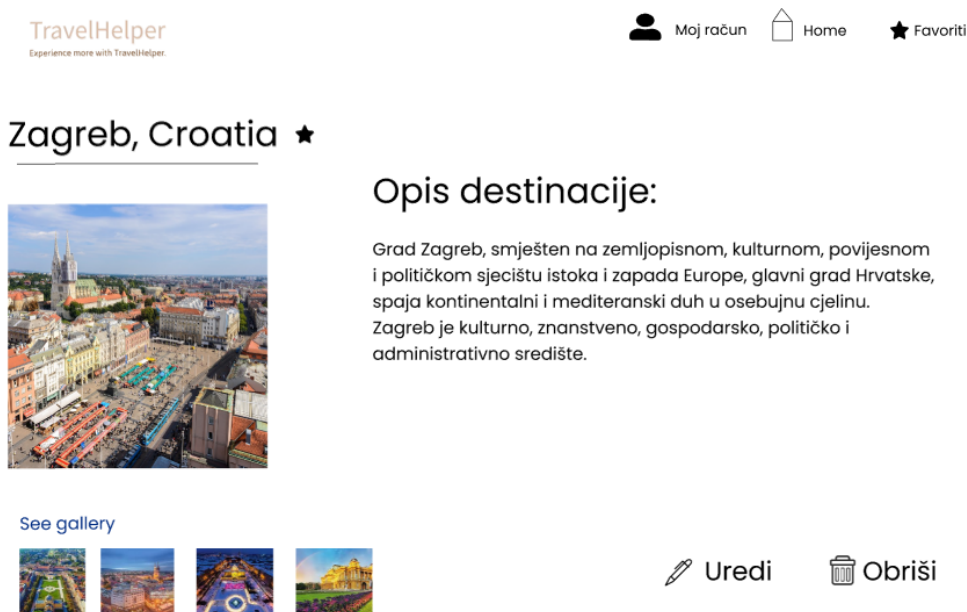 TravelHelper
Experience more with TravelHelper.
Moj račun
Home
Favoriti
Zagreb, Croatia
Opis destinacije:
Grad Zagreb, smješten na zemljopisnom, kulturnom, povijesnom
i političkom sjecištu istoka i zapada Europe, glavni grad Hrvatske,
spaja kontinentalni i mediteranski duh u osebujnu cjelinu.
Zagreb je kulturno, znanstveno, gospodarsko, političko i
administrativno središte.
See gallery
Uredi
Obriši